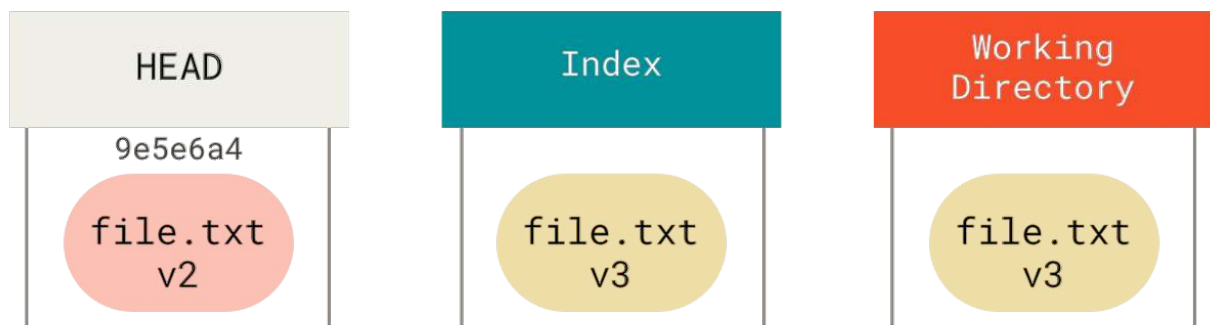 HEAD
Index
Working
Directory
9e5e6a4
file.txt
v2
file.txt
v3
file.txt
v3